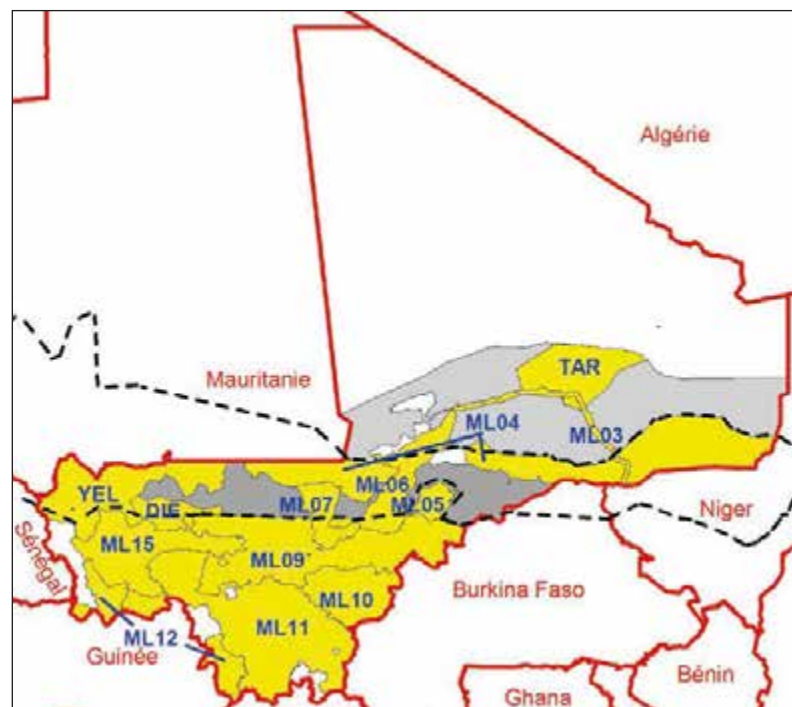 Algérie
TAR
Mauritanie
ML04
ML03
ML06
YEL
ML07
ML05
DIE
Niger
Sénégal
ML15
ML09
ML10
Burkina Faso
ML11
ML12
Guinée
Bénin
Ghana